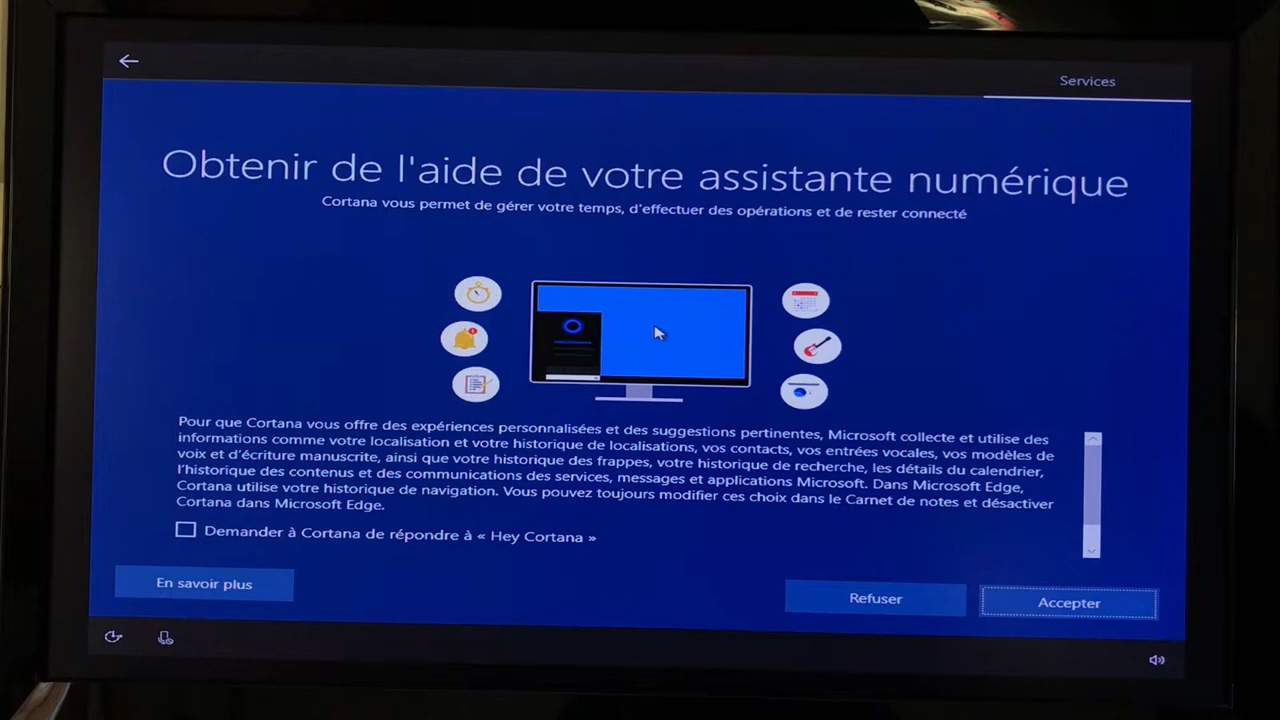 Services
Obtenir de l'aide de votre assistante numérique
Cortana vous permet de gérer votre temps, d'effectuer des opérations et de rester connecté
Pour que Cortana vous offre des expériences personnalisées et des suggestions pertinentes, Microsoft collecte et utilise des
informations comme votre localisation et votre historique de localisations, vos contacts, vos entrées vocales, vos modèles de
voix et d'écriture manuscrite, ainsi que votre historique des frappes, votre historique de recherche, les détails du calendrier,
l'historique des contenus et des communications des services, messages et applications Microsoft. Dans Microsoft Edge,
Cortana utilise votre historique de navigation. Vous pouvez toujours modifier ces choix dans le Carnet de notes et désactiver
Cortana dans Microsoft Edge.
Demander à Cortana de répondre à « Hey Cortana »
En savoir plus
Refuser
Accepter